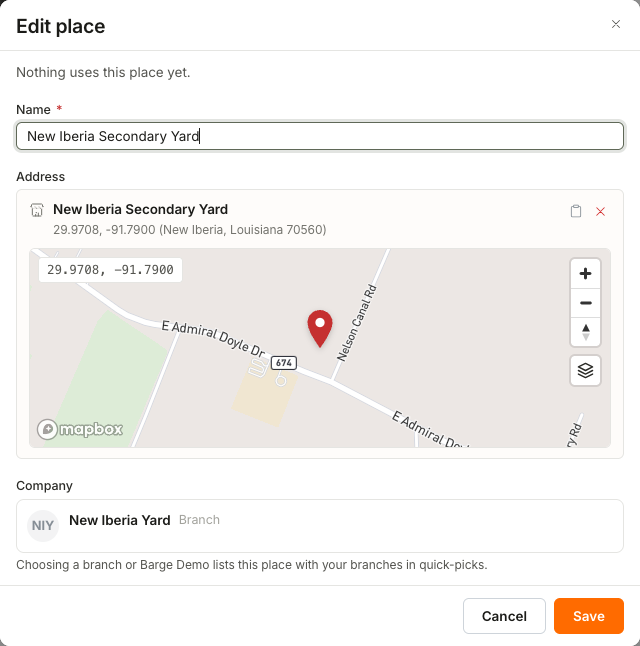 Edit place
Nothing uses this place yet.
Name *
New Iberia Secondary Yard
Address
New Iberia Secondary Yard
29.9708, -91.7900 (New Iberia, Louisiana 70560)
29.9708, −91.7900
E Admiral Doyle Dr
674
Nelson Canal Rd
E Admiral Do
ry Rd
mapbox
Company
NIY
New Iberia Yard Branch
Choosing a branch or Barge Demo lists this place with your branches in quick-picks.
Cancel
Save